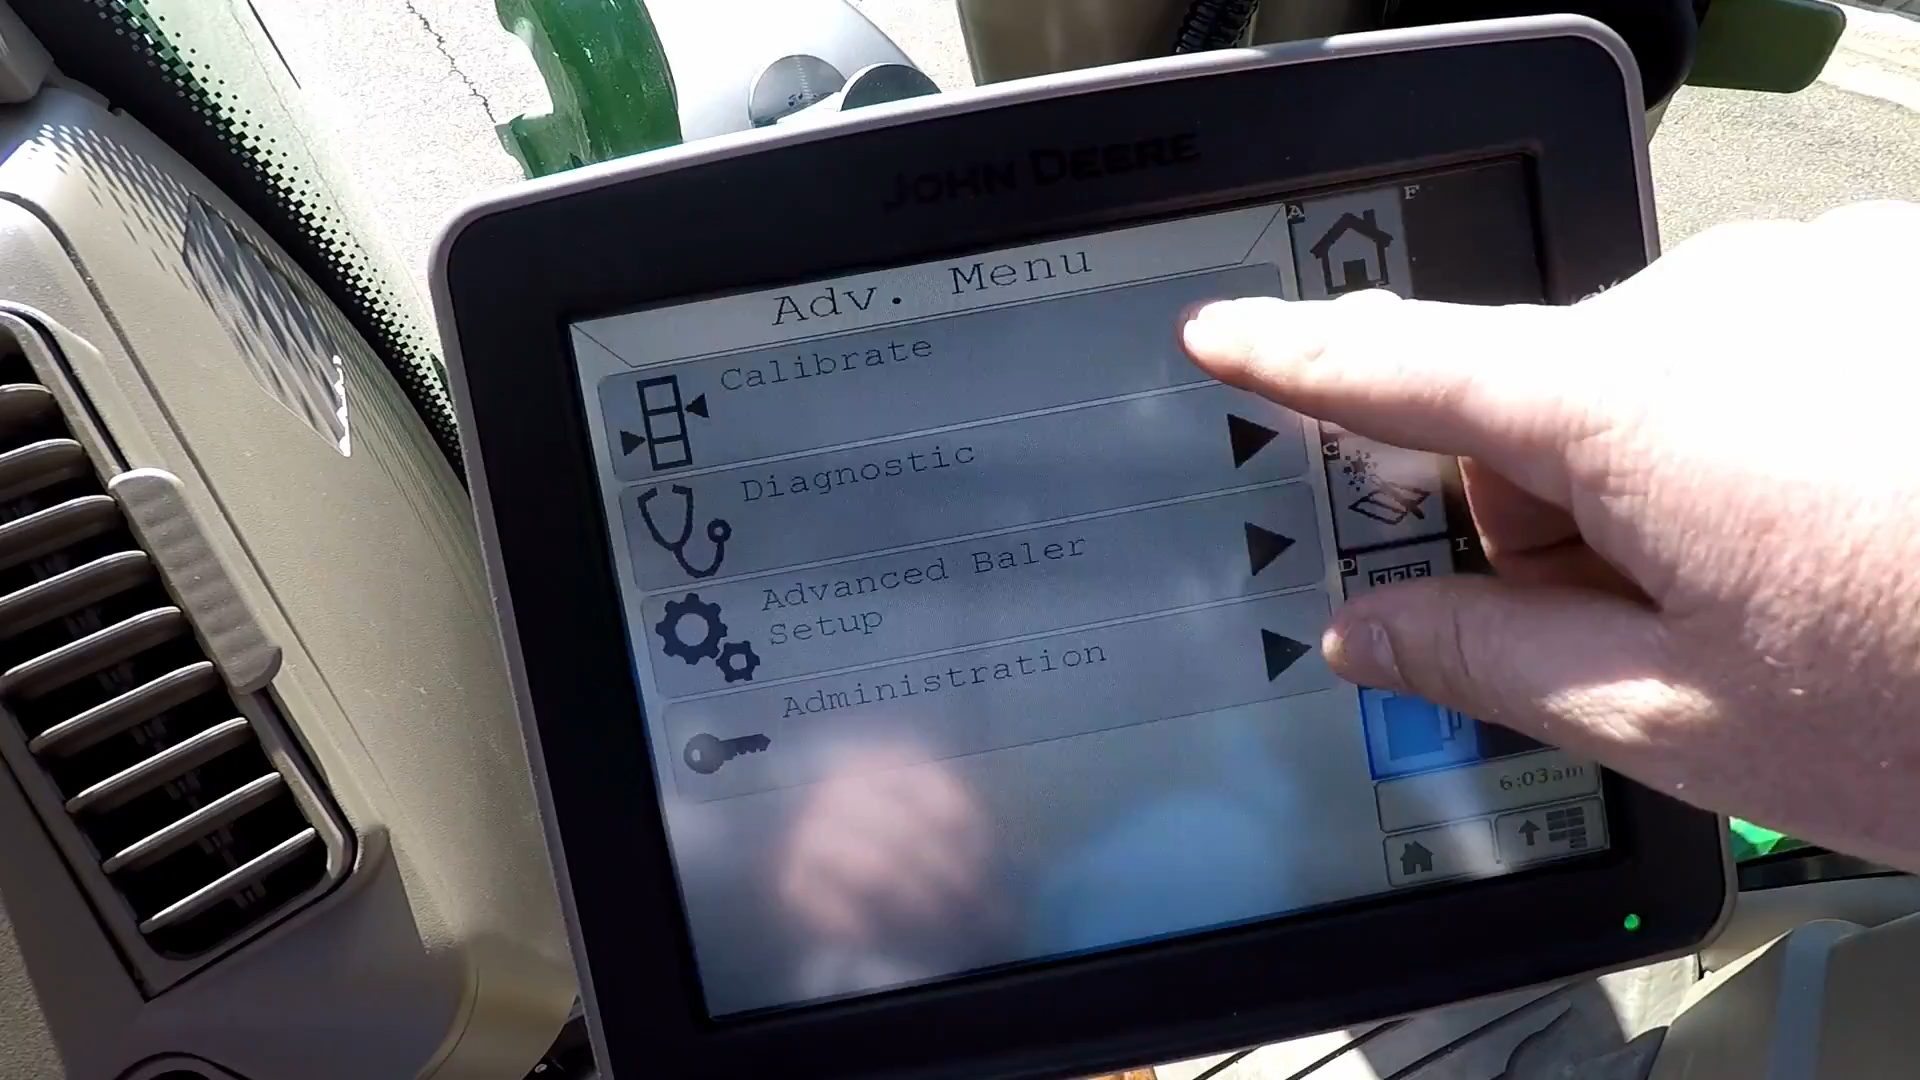 JOHN DEERE
Adv. Menu
A
F
Calibrate
Diagnostic
C
Advanced Baler
Setup
D
I
Administration
6:03am